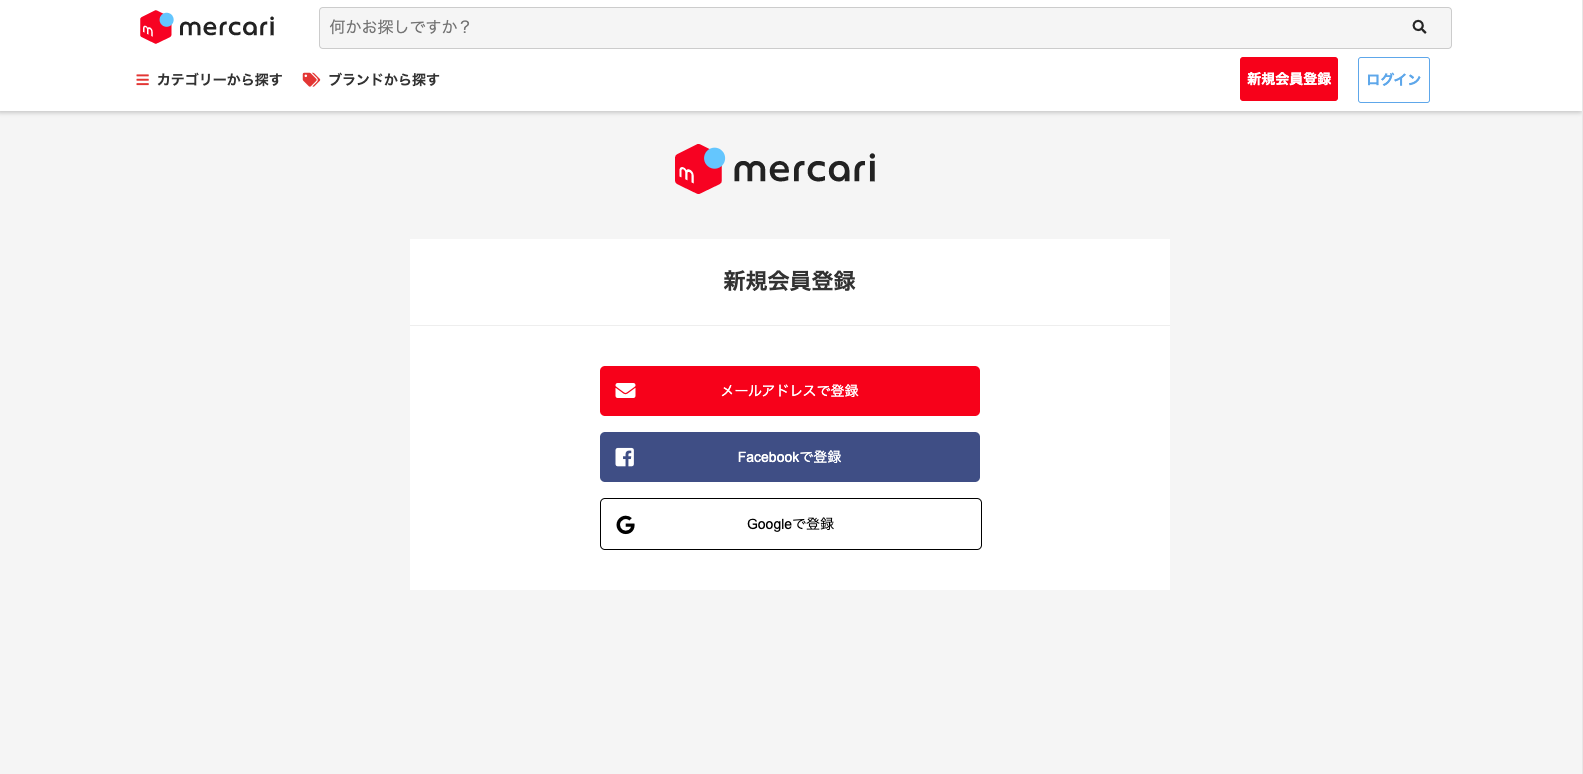 mercari
何かお探しですか？
カテゴリーから探す
ブランドから探す
新規会員登録
ログイン
mercari
新規会員登録
メールアドレスで登録
Facebookで登録
Googleで登録